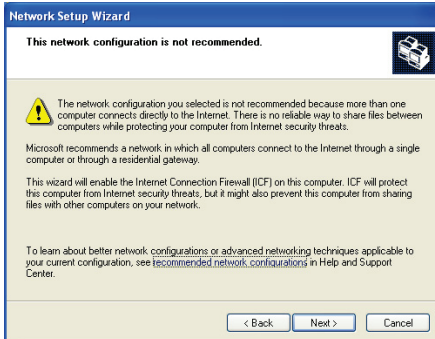 Network Setup Wizard
This network configuration is not recommended.
The network configuration you selected is not recommended because more than one
computer connects directly to the Internet. There is no reliable way to share files between
computers while protecting your computer from Internet security threats.
Microsoft recommends a network in which all computers connect to the Internet through a single
computer or through a residential gateway.
This wizard will enable the Internet Connection Firewall (ICF) on this computer. ICF will protect
this computer from Internet security threats, but it might also prevent this computer from sharing
files with other computers on your network.
To learn about better network configurations or advanced networking techniques applicable to
your current configuration, see recommended network configurations in Help and Support
Center.
< Back Next > Cancel